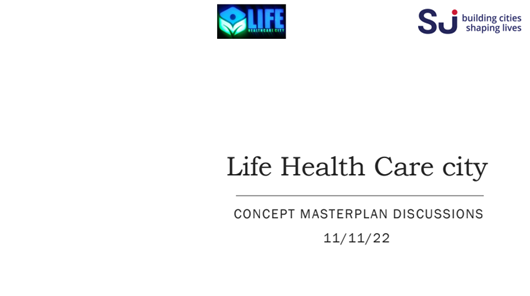 LIFE
HEALTHCARE CITY
SJ building cities
shaping lives
Life Health Care city
CONCEPT MASTERPLAN DISCUSSIONS
11/11/22